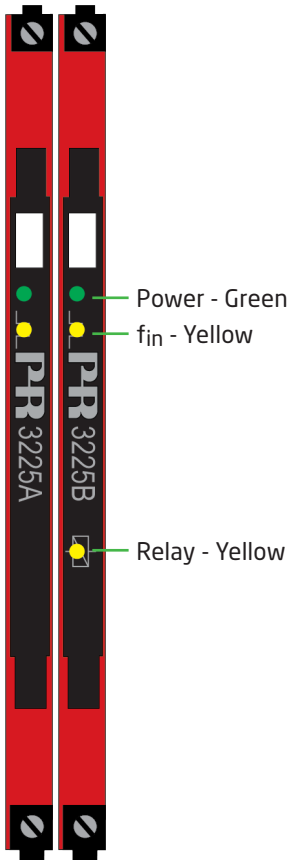 Power - Green
fin - Yellow
PR 3225A
PR 3225B
Relay - Yellow